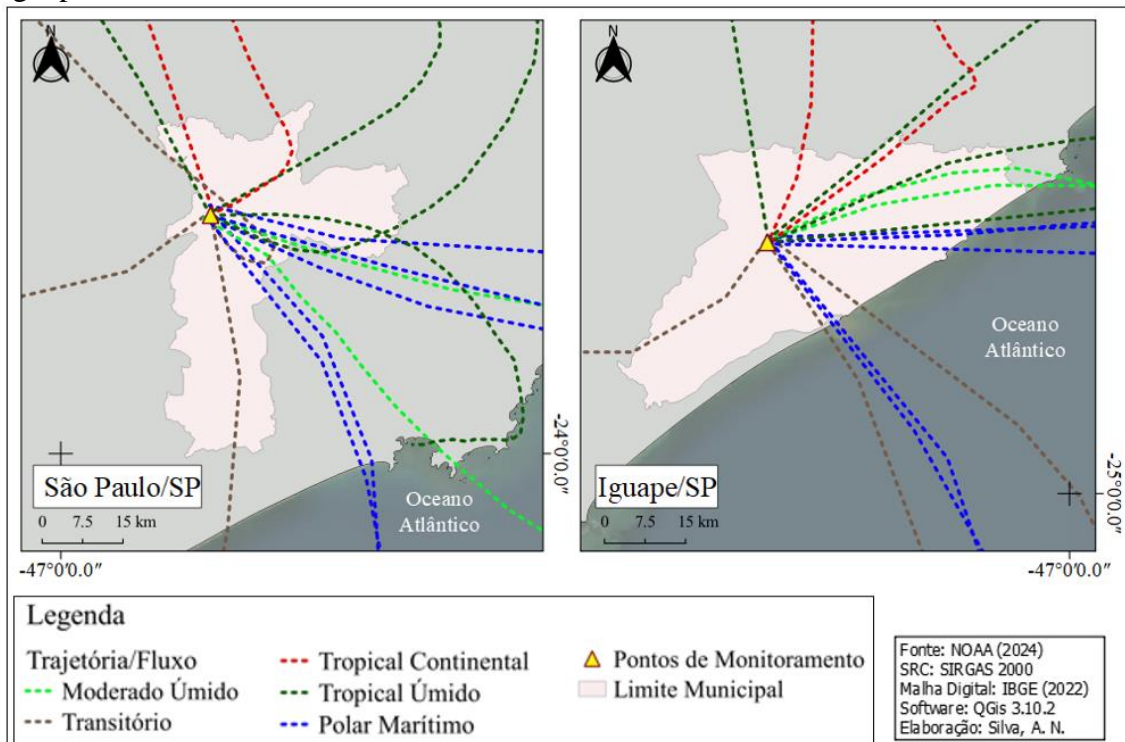 N
N
Oceano
Atlântico
-24°0'0.0"
São Paulo/SP
0 7.5 15 km
Oceano
Atlântico
-47°0'0.0"
Iguape/SP
0 7.5 15 km
-25°0'0.0"
-47°0'0.0"
Legenda
Trajetória/Fluxo
Moderado Úmido
Transitório
Tropical Continental
Tropical Úmido
Polar Marítimo
Pontos de Monitoramento
Limite Municipal
Fonte: NOAA (2024)
SRC: SIRGAS 2000
Malha Digital: IBGE (2022)
Software: QGis 3.10.2
Elaboração: Silva, A. N.